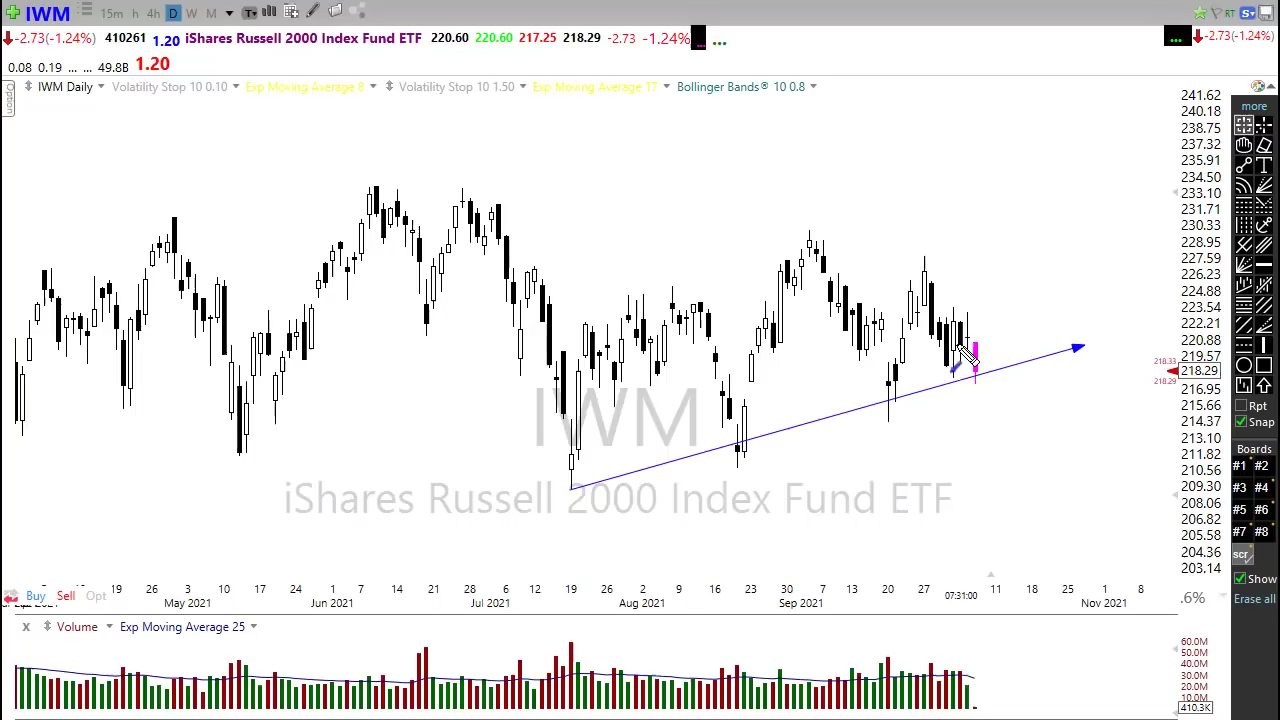 IWM 15m h 4h D W M T RT S
-2.73(-1.24%) 410261 1.20 iShares Russell 2000 Index Fund ETF 220.60 220.60 217.25 218.29 -2.73 -1.24% ... ... ... -2.73(-1.24%)
0.08 0.19 ... ... 49.8B 1.20
Option
IWM Daily Volatility Stop 10 0.10 Exp Moving Average 8 Volatility Stop 10 1.50 Exp Moving Average 17 Bollinger Bands® 10 0.8
241.62
240.18
238.75
237.32
235.91
234.50
233.10
231.71
230.33
228.95
227.59
226.23
224.88
223.54
222.21
220.88
219.57
218.33
218.29
218.29
216.95
215.66
214.37
213.10
211.82
210.56
209.30
208.06
206.82
205.58
204.36
203.14
more
Rpt
Snap
Boards
#1 #2
#3 #4
#5 #6
#7 #8
scr
Show
Erase all
IWM
iShares Russell 2000 Index Fund ETF
19 26 3 10 17 24 7 14 21 28 6 12 19 26 2 9 16 23 30 7 13 20 27 07:31:00 11 18 25 1 8
Buy Sell Opt
May 2021 Jun 2021 Jul 2021 Aug 2021 Sep 2021 Nov 2021
.6%
X Volume Exp Moving Average 25
60.0M
50.0M
40.0M
30.0M
20.0M
10.0M
410.3K